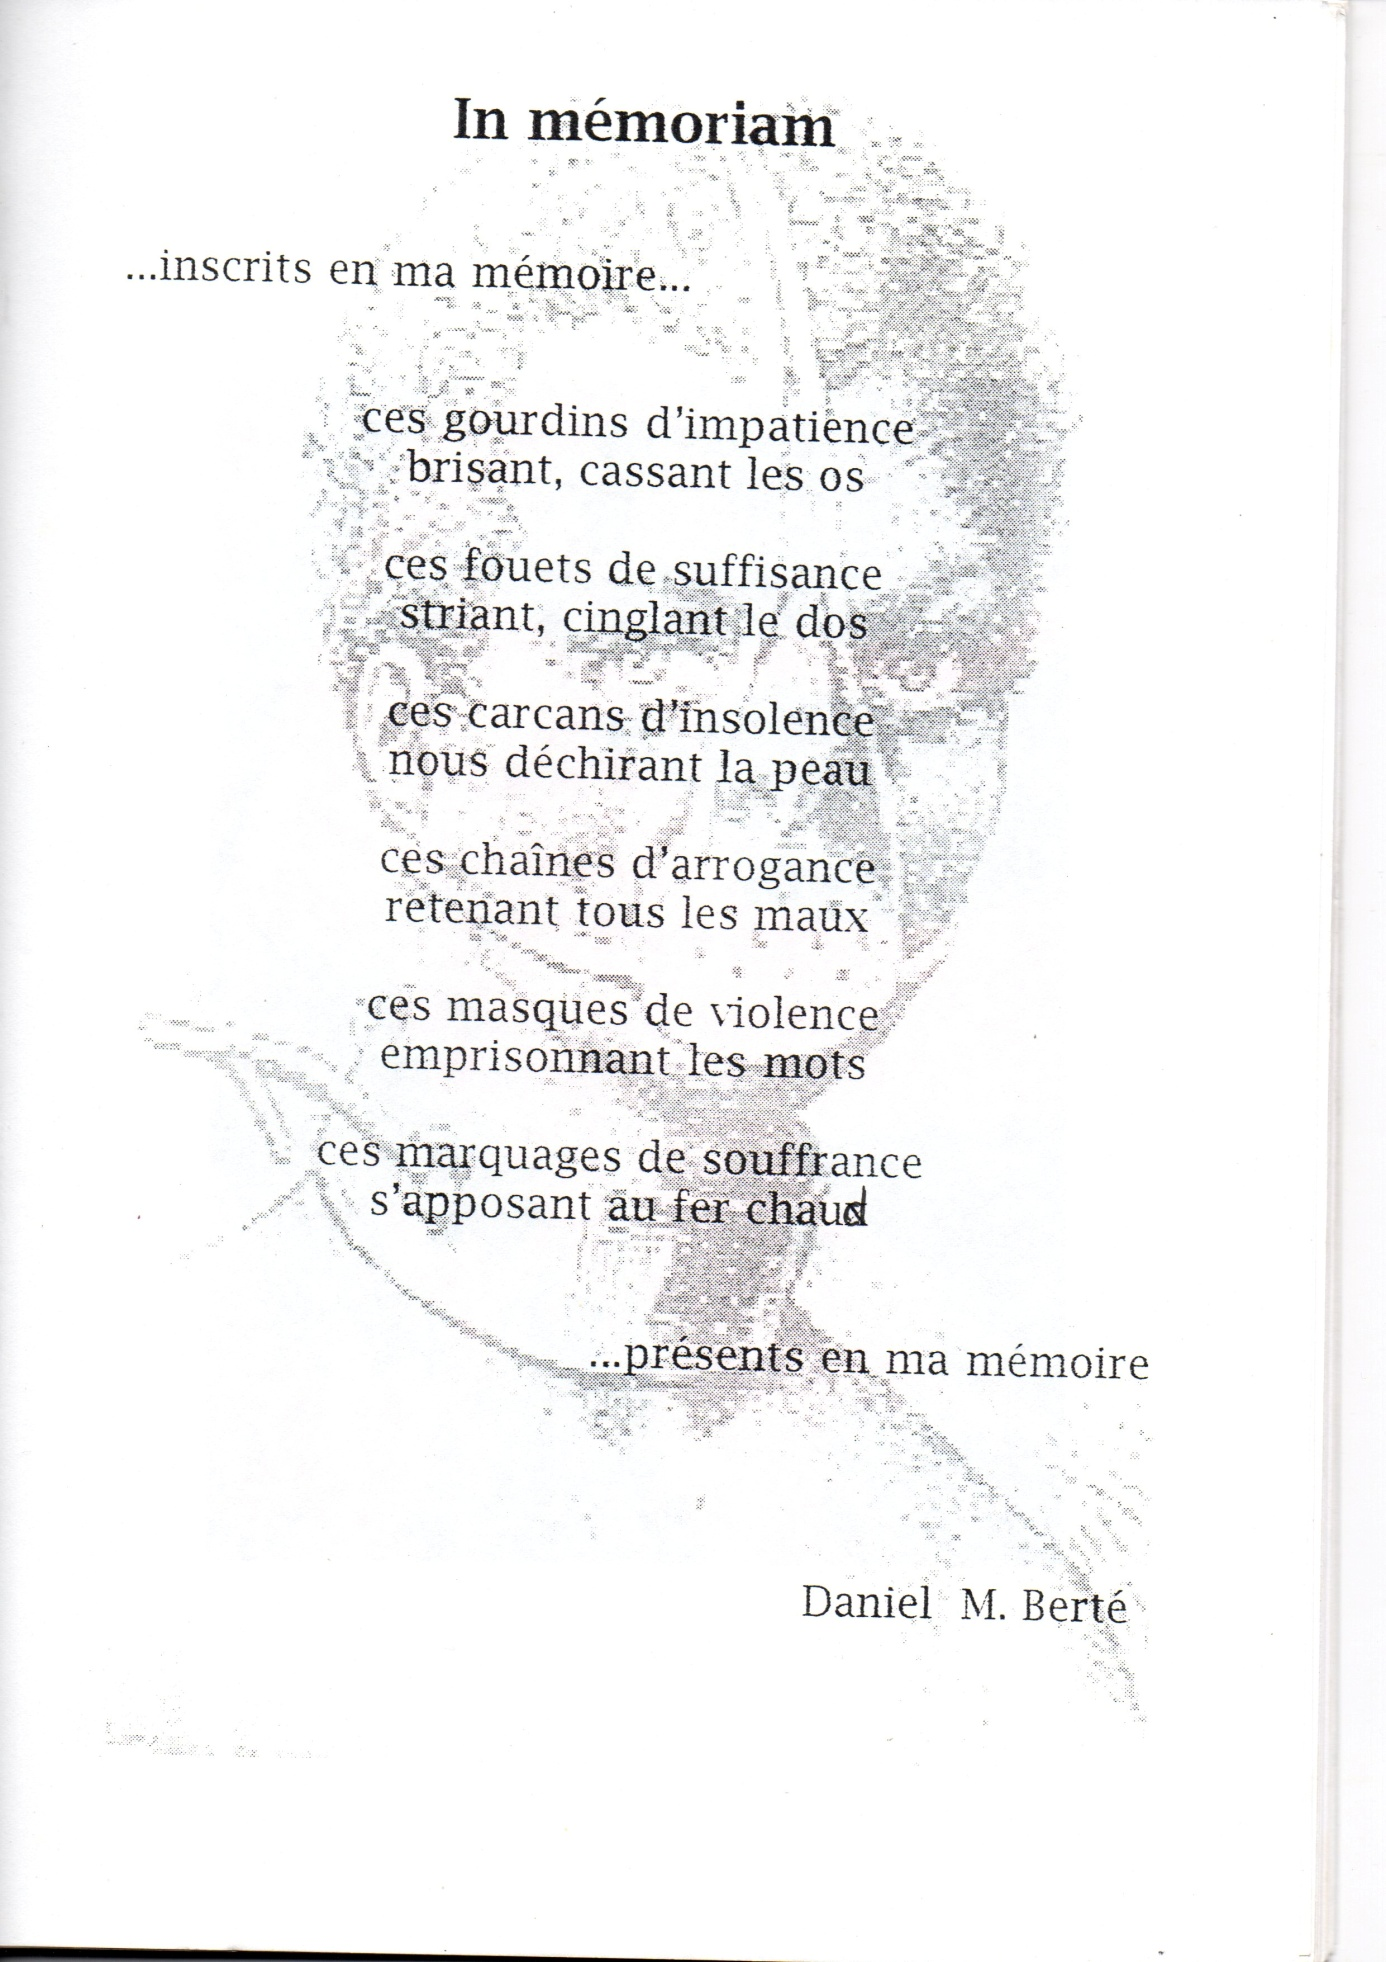 In mémoriam
...inscrits en ma mémoire...
ces gourdins d'impatience
brisant, cassant les os
ces fouets de suffisance
striant, cinglant le dos
ces carcans d'insolence
nous déchirant la peau
ces chaînes d'arrogance
retenant tous les maux
ces masques de violence
emprisonnant les mots
ces marquages de souffrance
s'apposant au fer chaud
...présents en ma mémoire
Daniel M. Berté